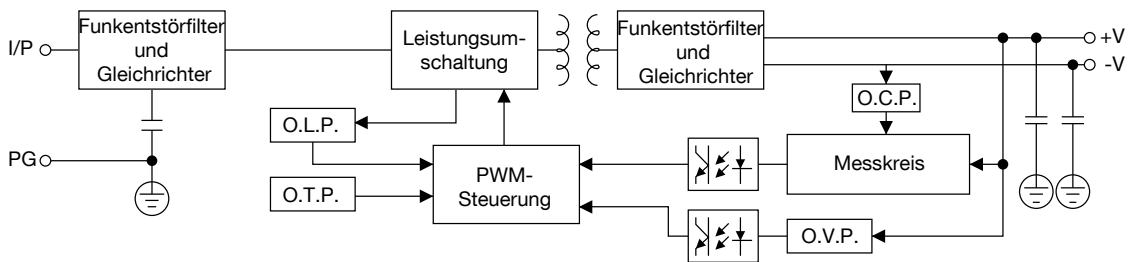 Funkentstörfilter
und
Gleichrichter
Leistungsum-
schaltung
Funkentstörfilter
und
Gleichrichter
I/P
+V
-V
O.C.P.
O.L.P.
PG
PWM-
Steuerung
Messkreis
O.T.P.
O.V.P.